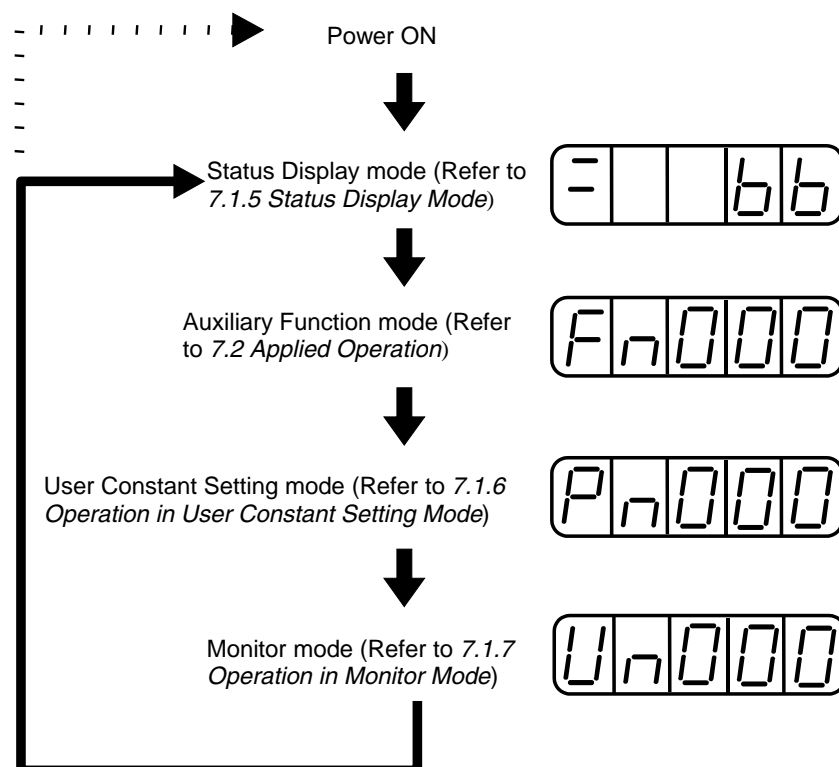 Power ON
Status Display mode (Refer to
7.1.5 Status Display Mode)
bb
Auxiliary Function mode (Refer
to 7.2 Applied Operation)
Fn000
User Constant Setting mode (Refer to 7.1.6
Operation in User Constant Setting Mode)
Pn000
Monitor mode (Refer to 7.1.7
Operation in Monitor Mode)
Un000